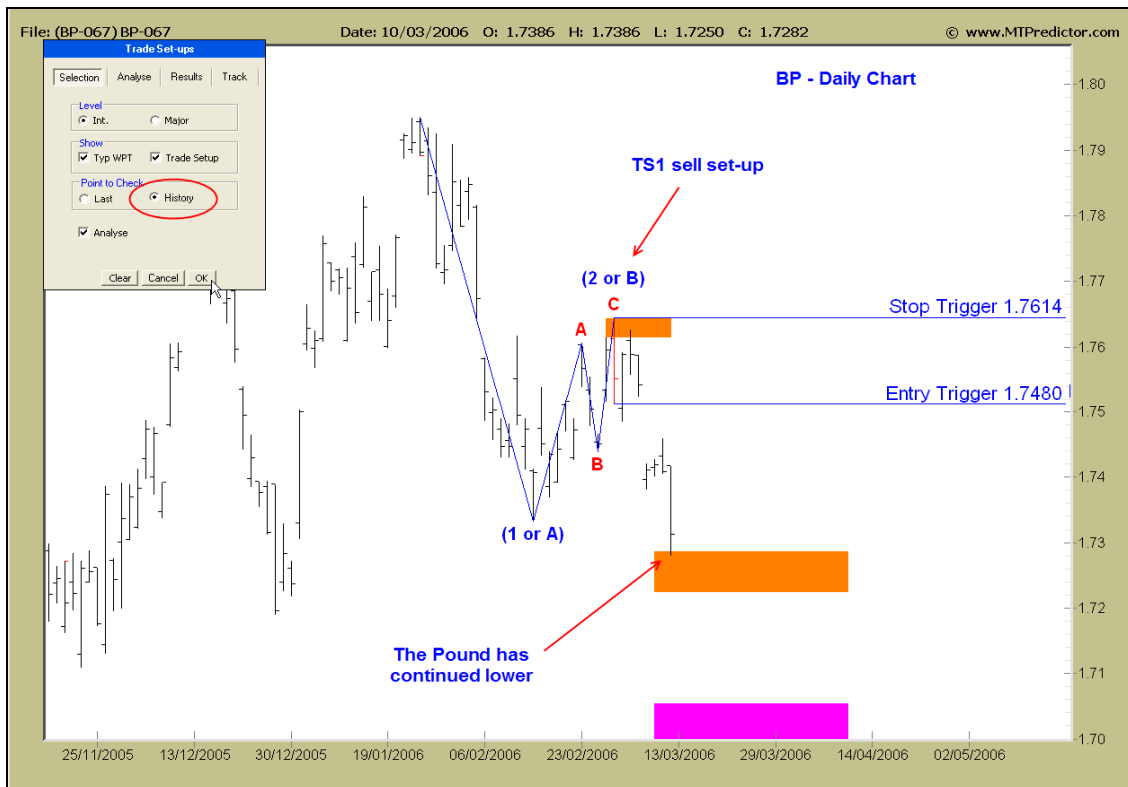 File: (BP-067) BP-067 Date: 10/03/2006 O: 1.7386 H: 1.7386 L: 1.7250 C: 1.7282 © www.MTPredictor.com
Trade Set-ups
Selection Analyse Results Track
Level
Int. Major
Show
Typ WPT Trade Setup
Point to Check
Last History
Analyse
Clear Cancel OK
BP - Daily Chart
TS1 sell set-up
(2 or B)
C
A
B
(1 or A)
Stop Trigger 1.7614
Entry Trigger 1.7480
The Pound has
continued lower
1.80
1.79
1.78
1.77
1.76
1.75
1.74
1.73
1.72
1.71
1.70
25/11/2005 13/12/2005 30/12/2005 19/01/2006 06/02/2006 23/02/2006 13/03/2006 29/03/2006 14/04/2006 02/05/2006